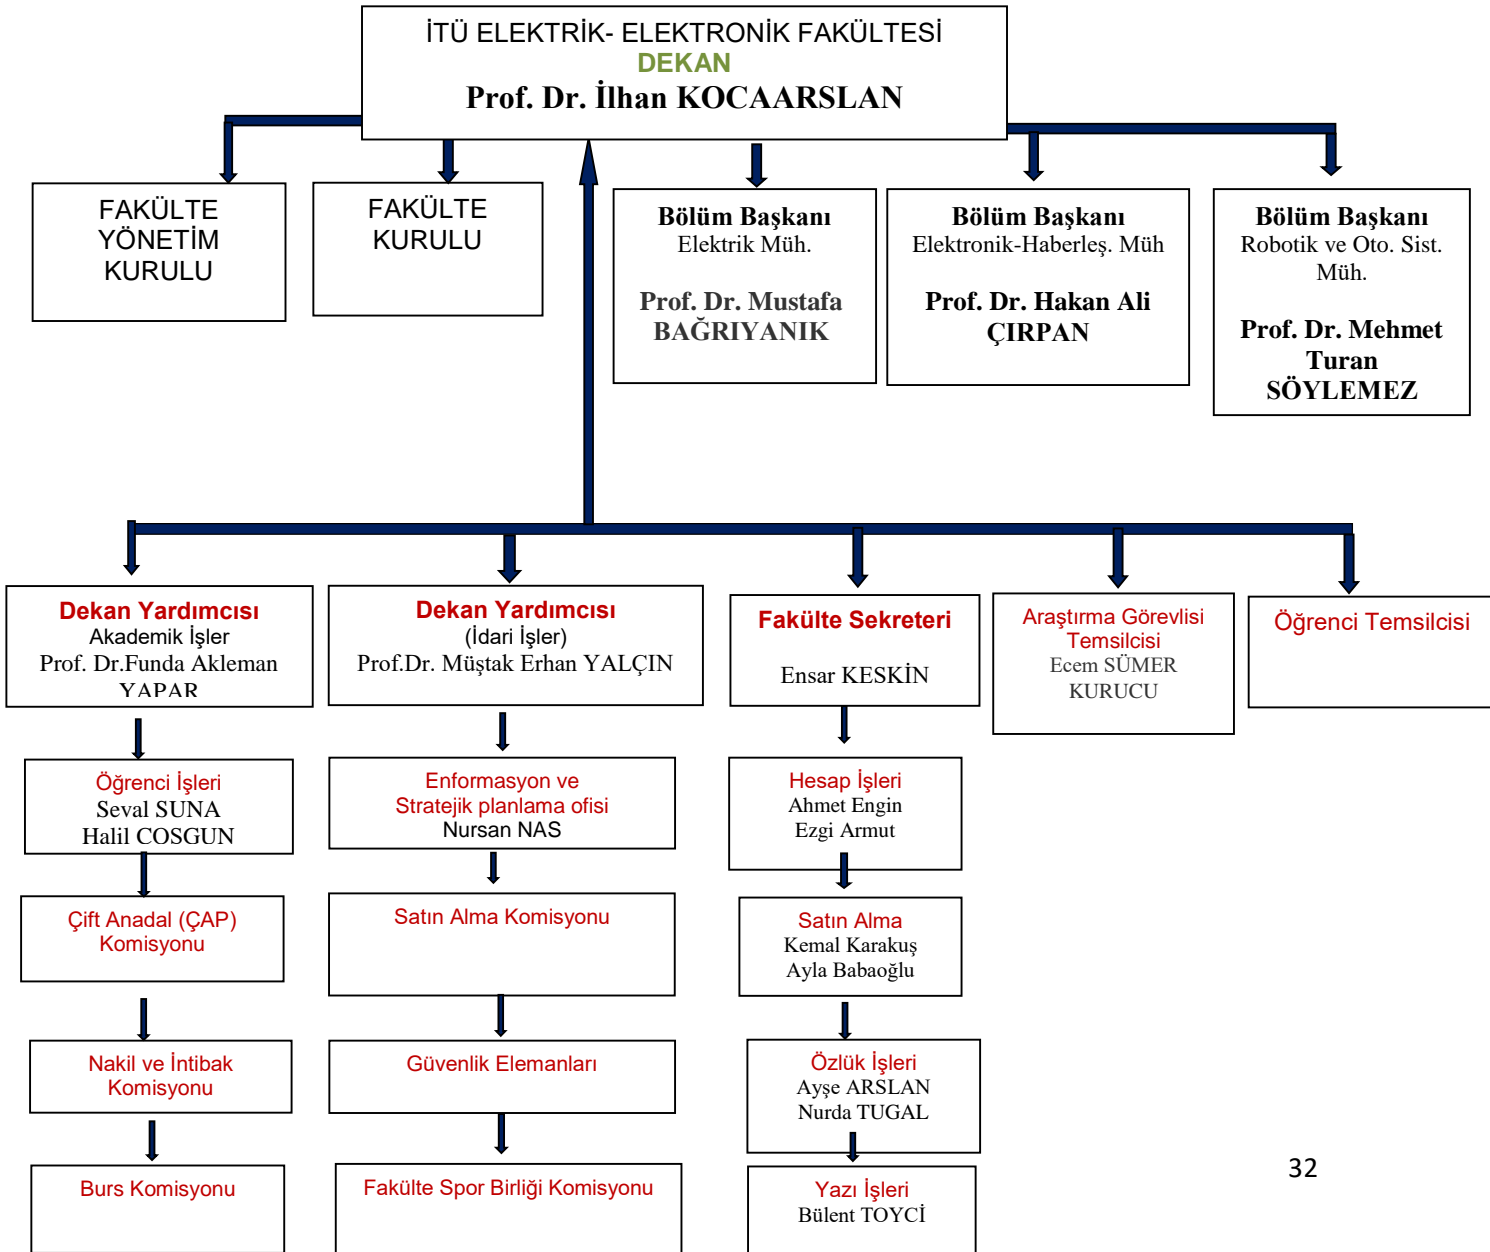 İTÜ ELEKTRİK- ELEKTRONİK FAKÜLTESİ
DEKAN
Prof. Dr. İlhan KOCAARSLAN
FAKÜLTE
YÖNETİM
KURULU
FAKÜLTE
KURULU
Bölüm Başkanı
Elektrik Müh.
Prof. Dr. Mustafa
BAĞRIYANIK
Bölüm Başkanı
Elektronik-Haberleş. Müh
Prof. Dr. Hakan Ali
ÇIRPAN
Bölüm Başkanı
Robotik ve Oto. Sist.
Müh.
Prof. Dr. Mehmet
Turan
SÖYLEMEZ
Dekan Yardımcısı
Akademik İşler
Prof. Dr.Funda Akleman
YAPAR
Dekan Yardımcısı
(İdari İşler)
Prof.Dr. Müştak Erhan YALÇIN
Fakülte Sekreteri
Ensar KESKİN
Araştırma Görevlisi
Temsilcisi
Ecem SÜMER
KURUCU
Öğrenci Temsilcisi
Öğrenci İşleri
Seval SUNA
Halil COSGUN
Enformasyon ve
Stratejik planlama ofisi
Nursan NAS
Hesap İşleri
Ahmet Engin
Ezgi Armut
Çift Anadal (ÇAP)
Komisyonu
Satın Alma Komisyonu
Satın Alma
Kemal Karakuş
Ayla Babaoğlu
Nakil ve İntibak
Komisyonu
Güvenlik Elemanları
Özlük İşleri
Ayşe ARSLAN
Nurda TUGAL
Burs Komisyonu
Fakülte Spor Birliği Komisyonu
Yazı İşleri
Bülent TOYCİ
32